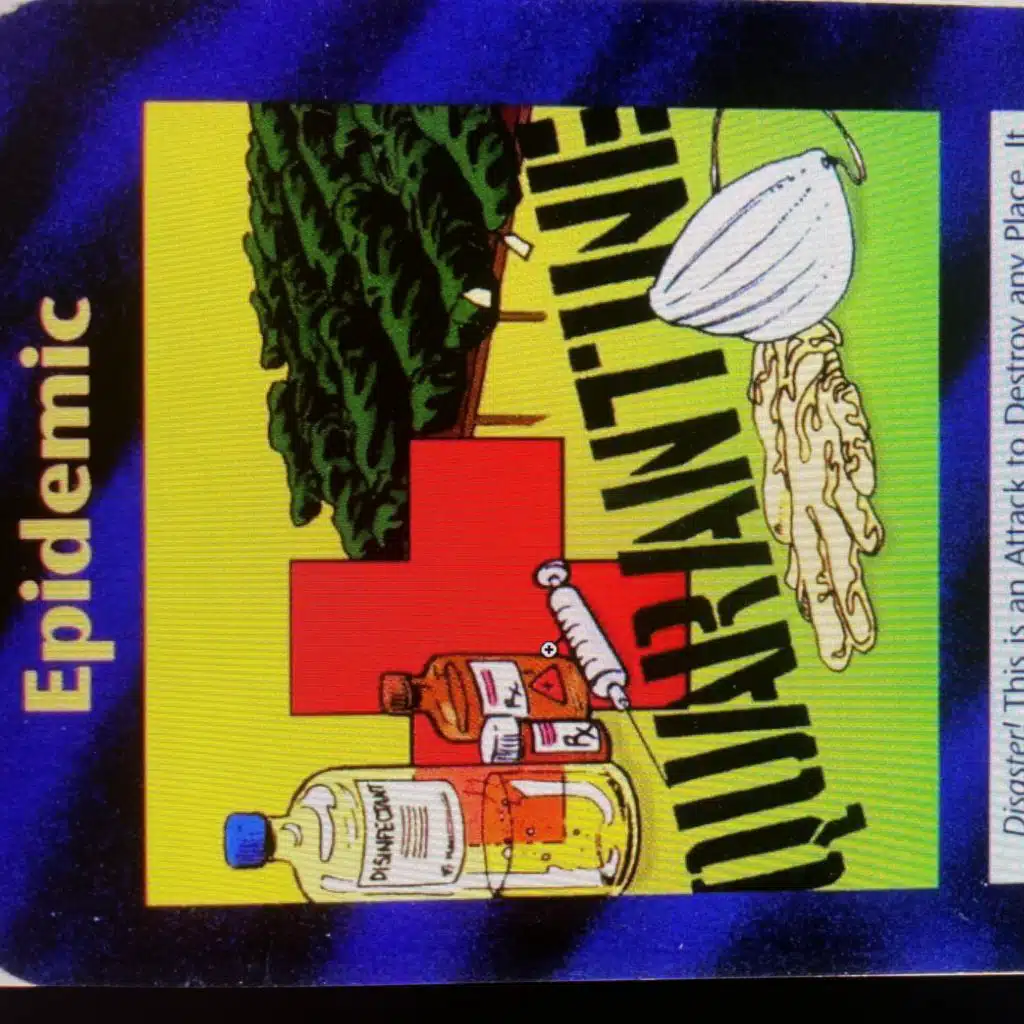 Epidemic
DISINFECTANT
Rx
Rx
QUARANTINE
Disaster! This is an Attack to Destroy any Place. It